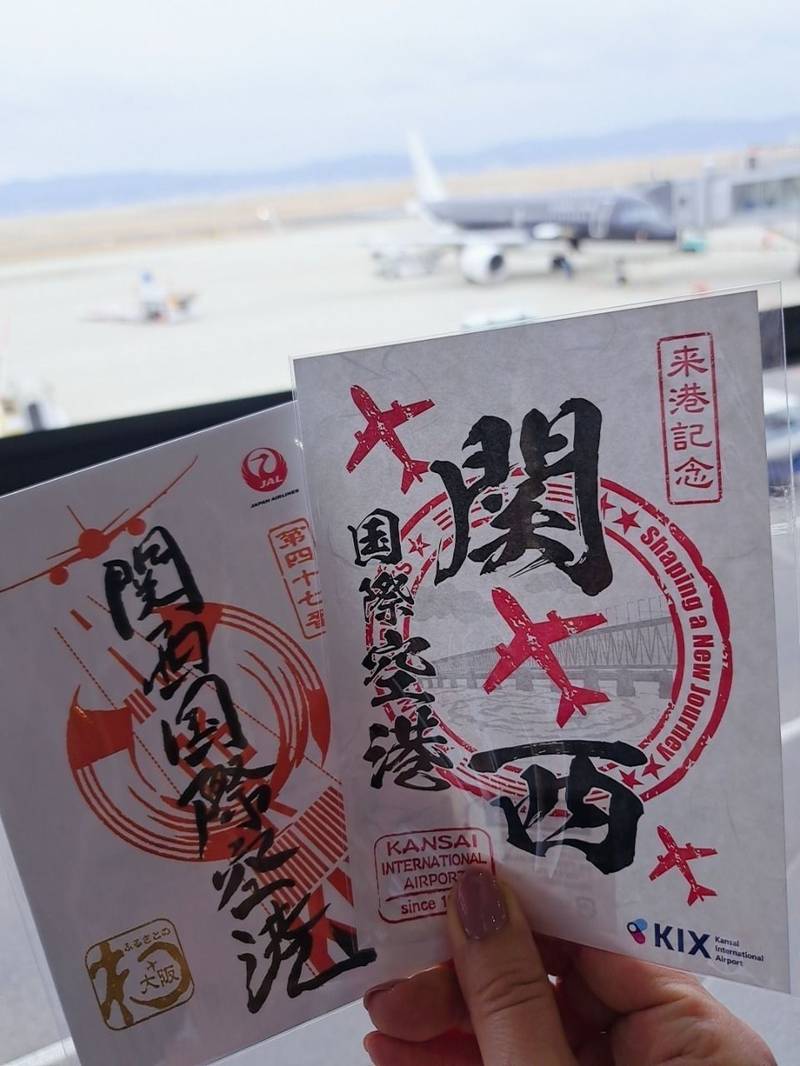 JAL
JAPAN AIRLINES
第四十七番
関西国際空港
ふるさとの
大阪
来港記念
関西
国際空港
Shaping a New Journey
KANSAI
INTERNATIONAL
AIRPORT
since
KIX
Kansai
International
Airport